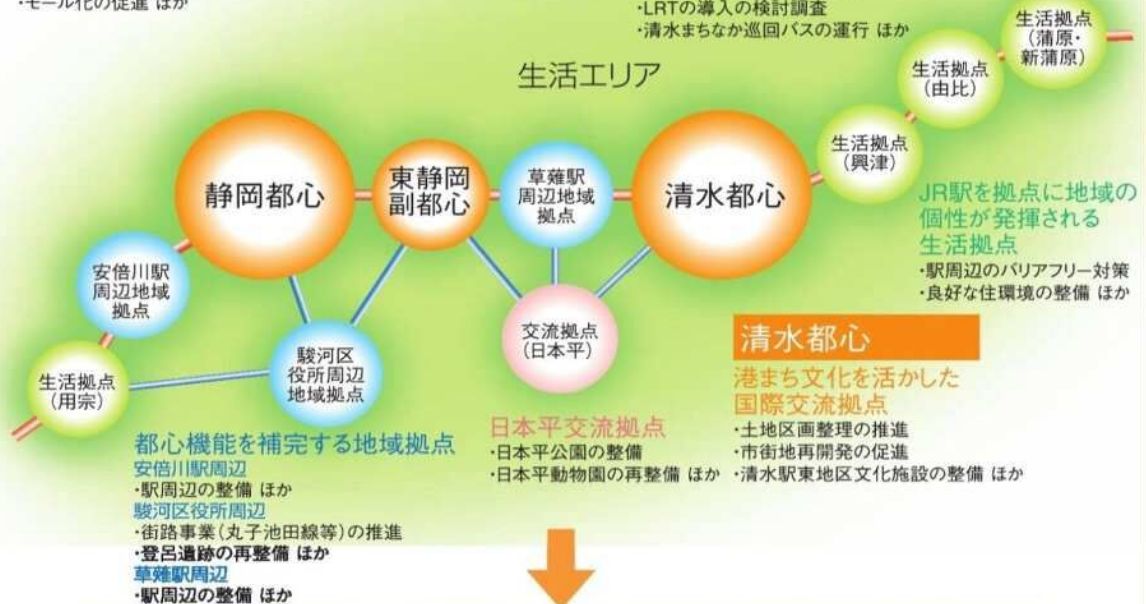 ・モール化の促進 ほか
・LRTの導入の検討調査
・清水まちなか巡回バスの運行 ほか
生活エリア
生活拠点
(蒲原・
新蒲原)
生活拠点
(由比)
生活拠点
(興津)
静岡都心
東静岡
副都心
草薙駅
周辺地域
拠点
清水都心
安倍川駅
周辺地域
拠点
生活拠点
(用宗)
駿河区
役所周辺
地域拠点
交流拠点
(日本平)
JR駅を拠点に地域の
個性が発揮される
生活拠点
・駅周辺のバリアフリー対策
・良好な住環境の整備 ほか
清水都心
港まち文化を活かした
国際交流拠点
・土地区画整理の推進
・市街地再開発の促進
・清水駅東地区文化施設の整備 ほか
日本平交流拠点
・日本平公園の整備
・日本平動物園の再整備 ほか
都心機能を補完する地域拠点
安倍川駅周辺
・駅周辺の整備 ほか
駿河区役所周辺
・街路事業(丸子池田線等)の推進
・登呂遺跡の再整備 ほか
草薙駅周辺
・駅周辺の整備 ほか